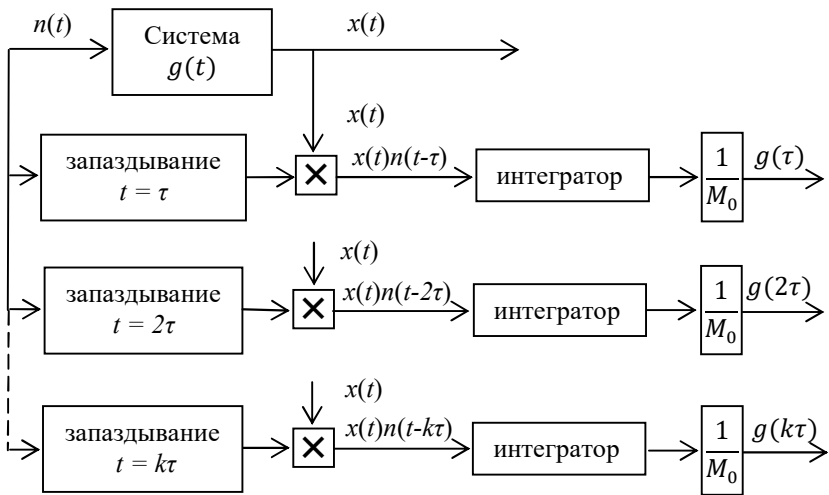 n(t)
Система
g(t)
x(t)
x(t)
запаздывание
t = τ
×
x(t)n(t-τ)
интегратор
1
M₀
g(τ)
x(t)
запаздывание
t = 2τ
×
x(t)n(t-2τ)
интегратор
1
M₀
g(2τ)
x(t)
запаздывание
t = kτ
×
x(t)n(t-kτ)
интегратор
1
M₀
g(kτ)